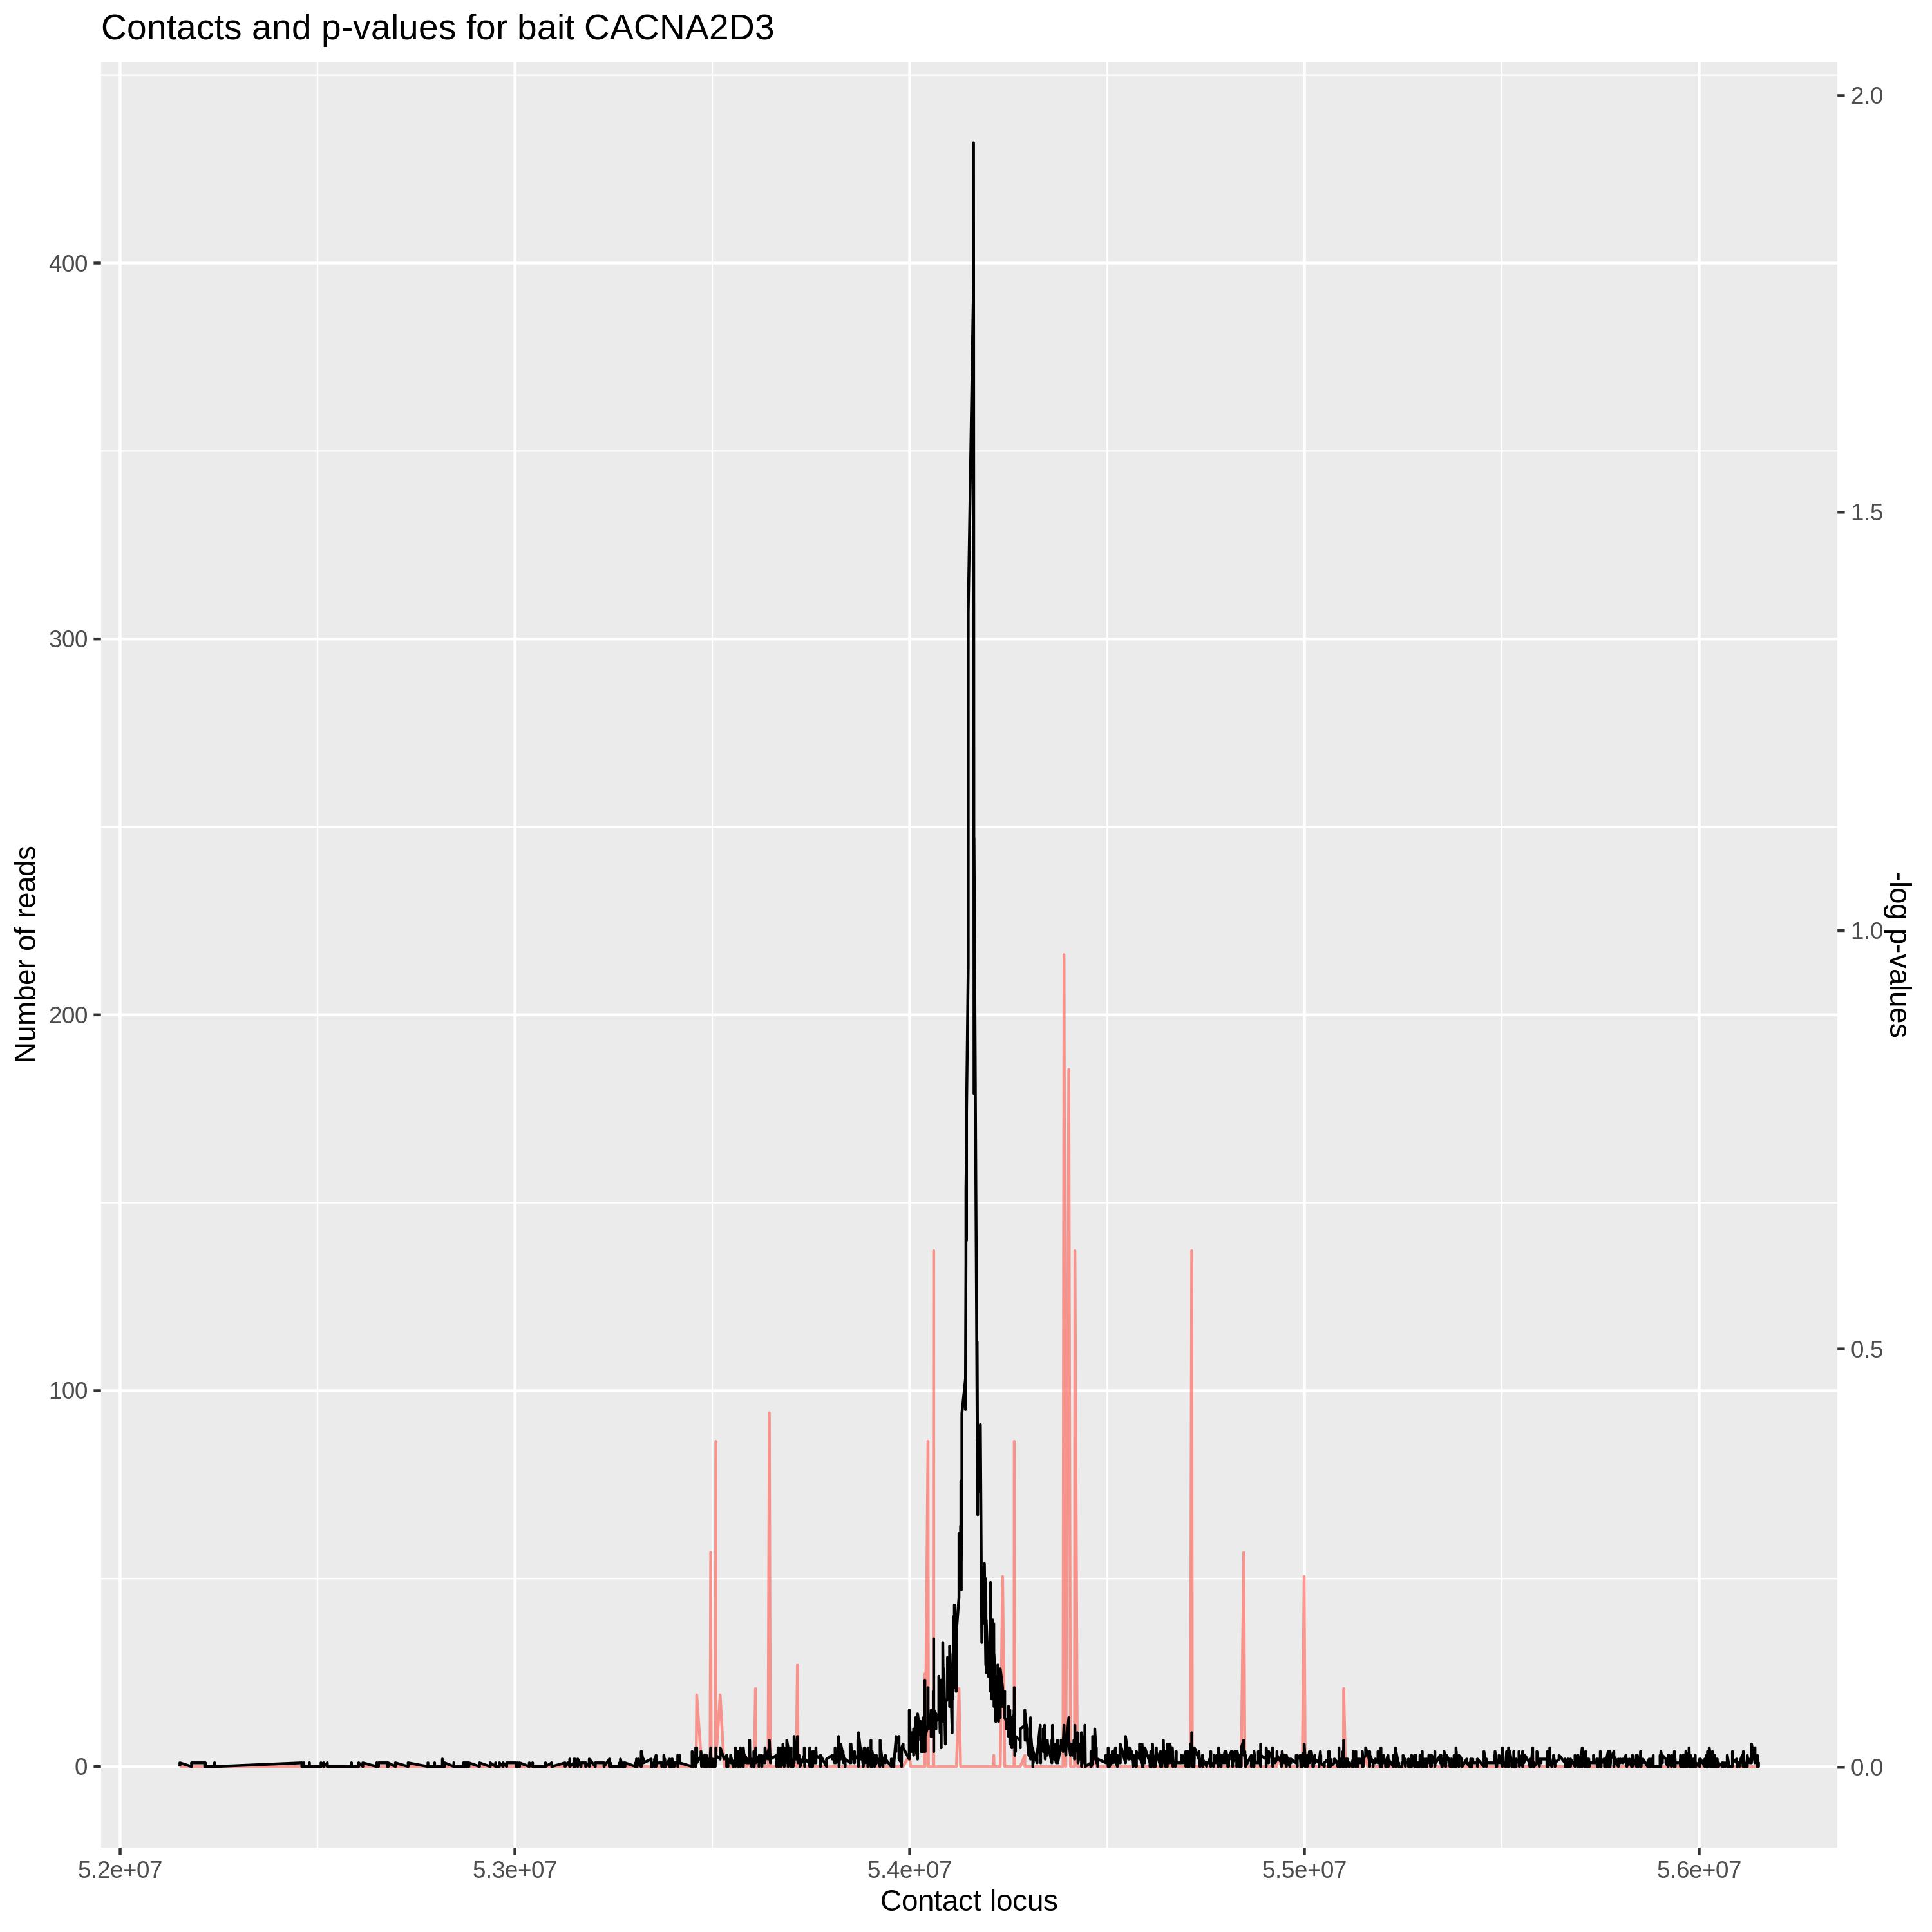 Contacts and p-values for bait CACNA2D3
Number of reads
400
300
200
100
0
2.0
1.5
1.0
0.5
0.0
-log p-values
5.2e+07
5.3e+07
5.4e+07
5.5e+07
5.6e+07
Contact locus